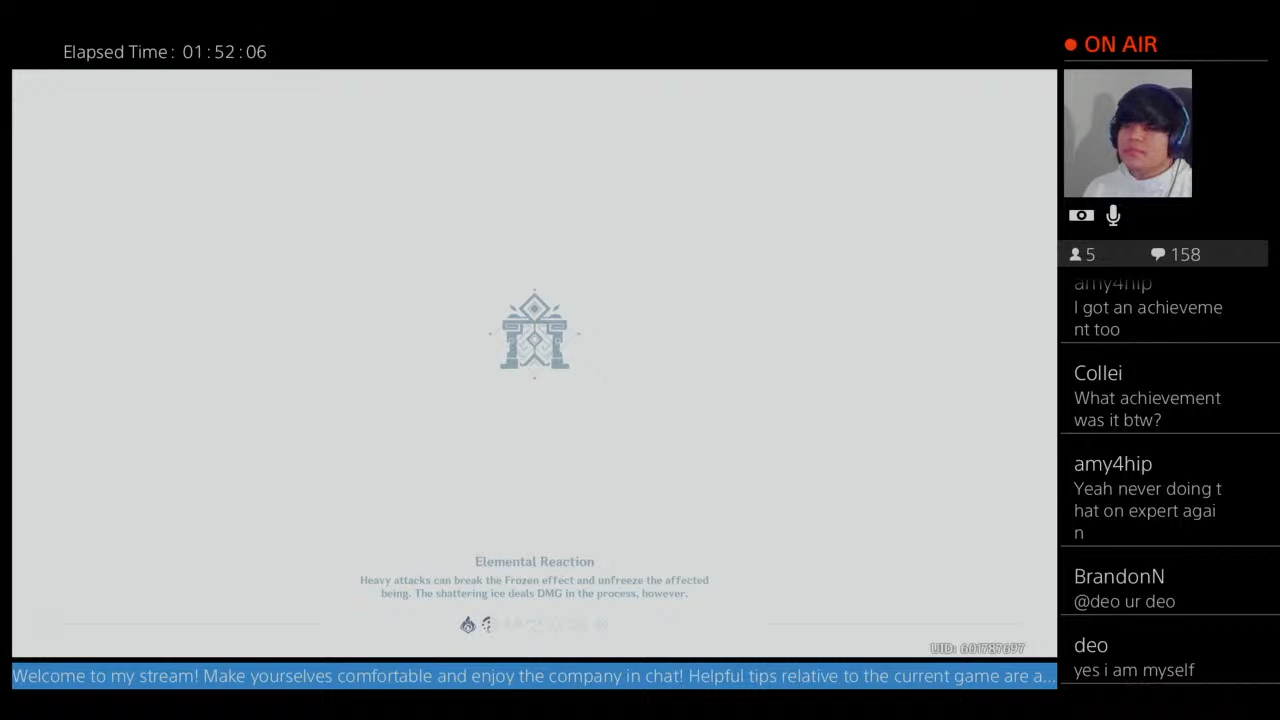 Elapsed Time: 01:52:06
ON AIR
5
158
amy4hip
I got an achieveme
nt too
Collei
What achievement
was it btw?
amy4hip
Yeah never doing t
hat on expert agai
n
BrandonN
@deo ur deo
deo
yes i am myself
Elemental Reaction
Heavy attacks can break the Frozen effect and unfreeze the affected
being. The shattering ice deals DMG in the process, however.
UID: 601787697
Welcome to my stream! Make yourselves comfortable and enjoy the company in chat! Helpful tips relative to the current game are a...